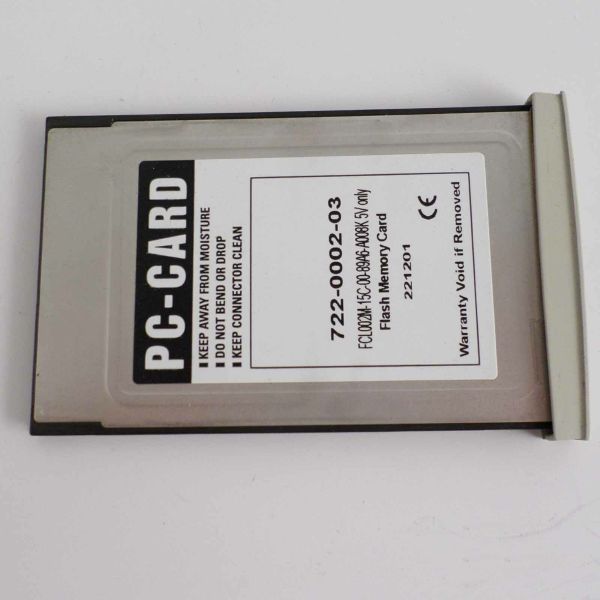 PC-CARD
KEEP AWAY FROM MOISTURE
DO NOT BEND OR DROP
KEEP CONNECTOR CLEAN
722-0002-03
FCL002M-15C-00-89A6-A008K 5V only
Flash Memory Card
221201
CE
Warranty Void if Removed